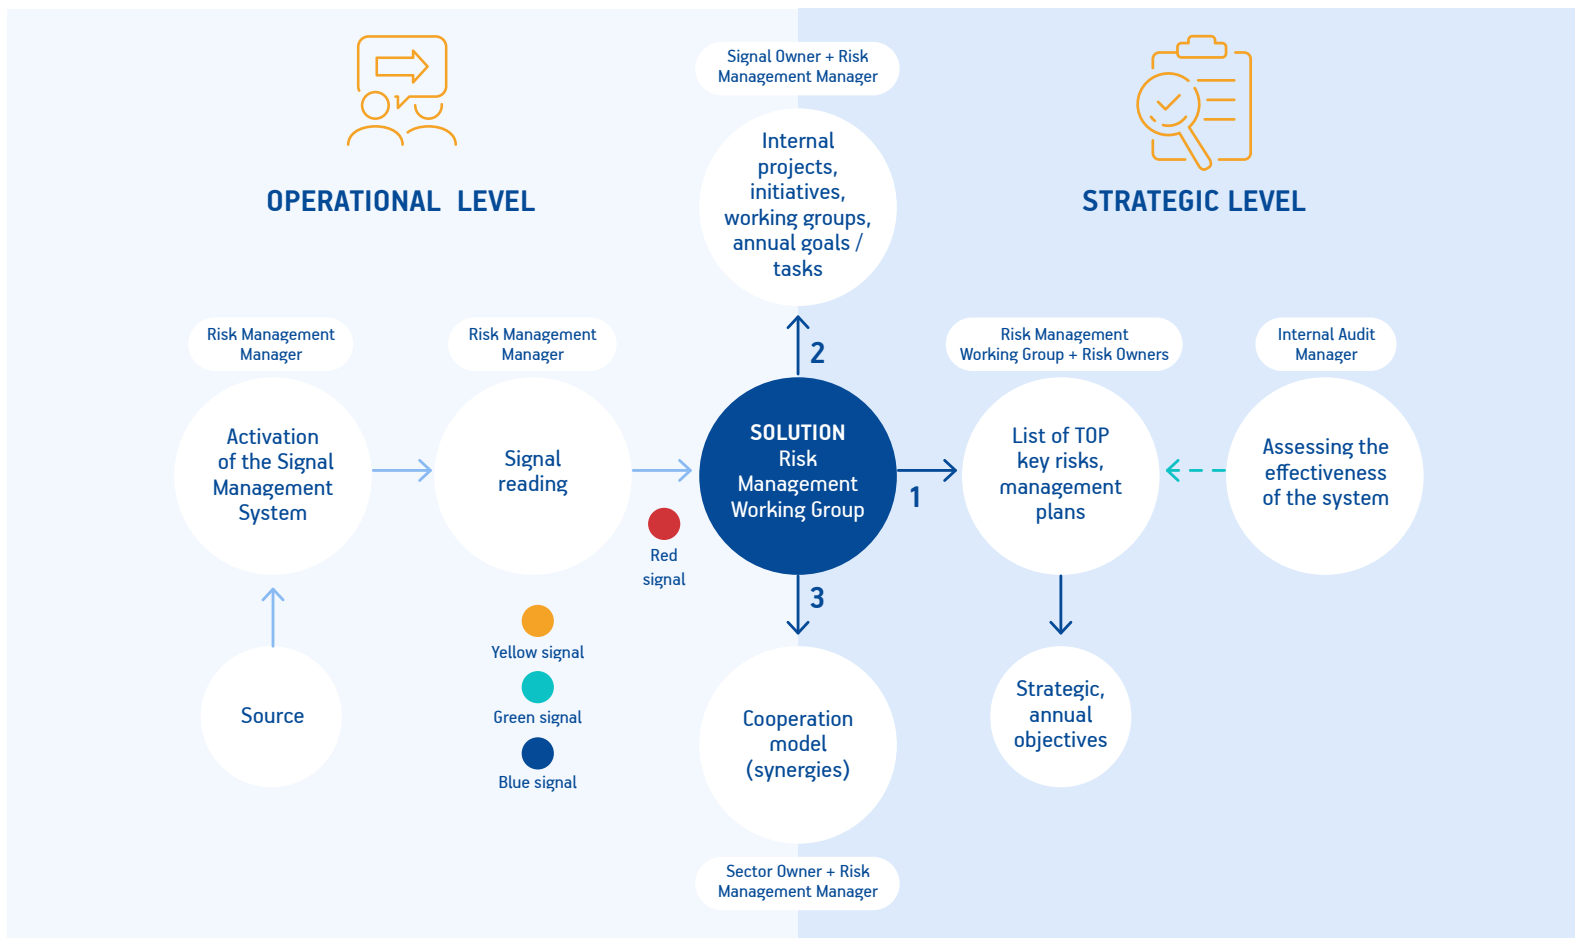 OPERATIONAL LEVEL
Signal Owner + Risk
Management Manager
Internal
projects,
initiatives,
working groups,
annual goals /
tasks
STRATEGIC LEVEL
Risk Management
Manager
Activation
of the Signal
Management
System
Risk Management
Manager
Signal
reading
2
SOLUTION
Risk
Management
Working Group
1
Risk Management
Working Group + Risk Owners
List of TOP
key risks,
management
plans
Internal Audit
Manager
Assessing the
effectiveness
of the system
Red
signal
3
Source
Yellow signal
Green signal
Blue signal
Cooperation
model
(synergies)
Sector Owner + Risk
Management Manager
Strategic,
annual
objectives